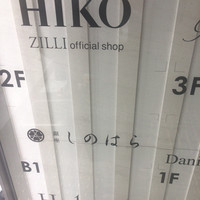 HIKO
ZILLI official shop
2F
3F
しのはら
B1
1F